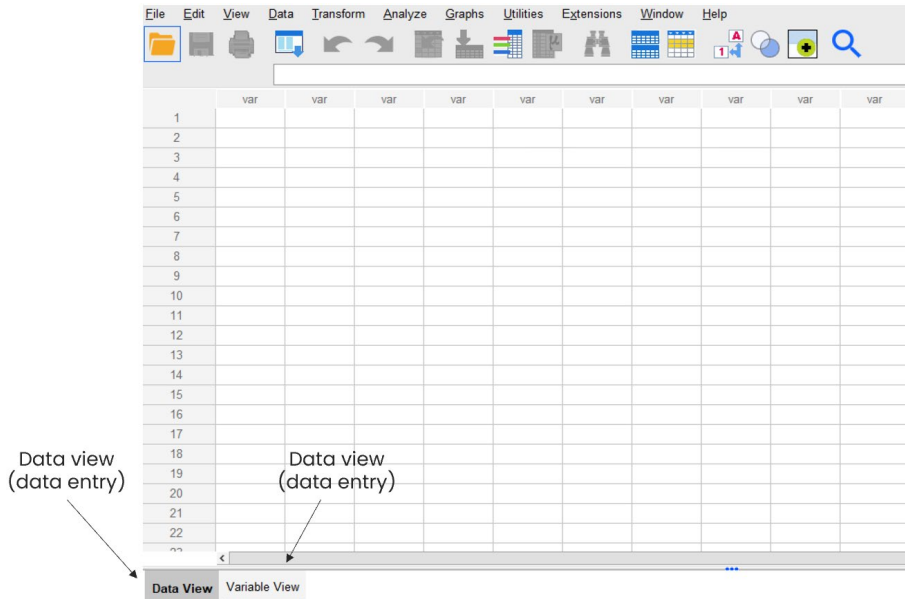 File Edit View Data Transform Analyze Graphs Utilities Extensions Window Help
1 A
μ
var var var var var var var var var var
1
2
3
4
5
6
7
8
9
10
11
12
13
14
15
16
17
18
19
20
21
22
Data view
(data entry)
Data view
(data entry)
Data View Variable View